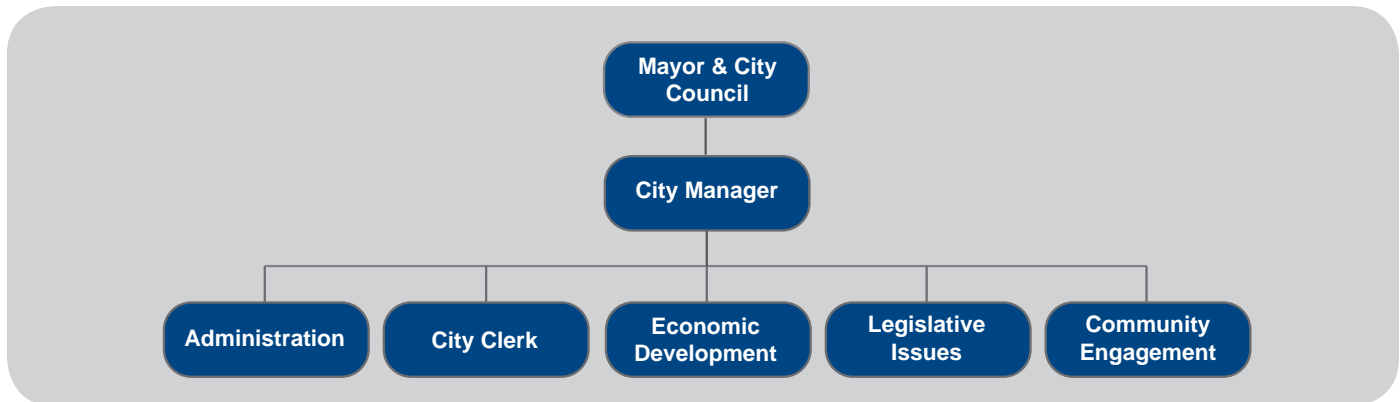 Mayor & City
Council
City Manager
Administration
City Clerk
Economic
Development
Legislative
Issues
Community
Engagement